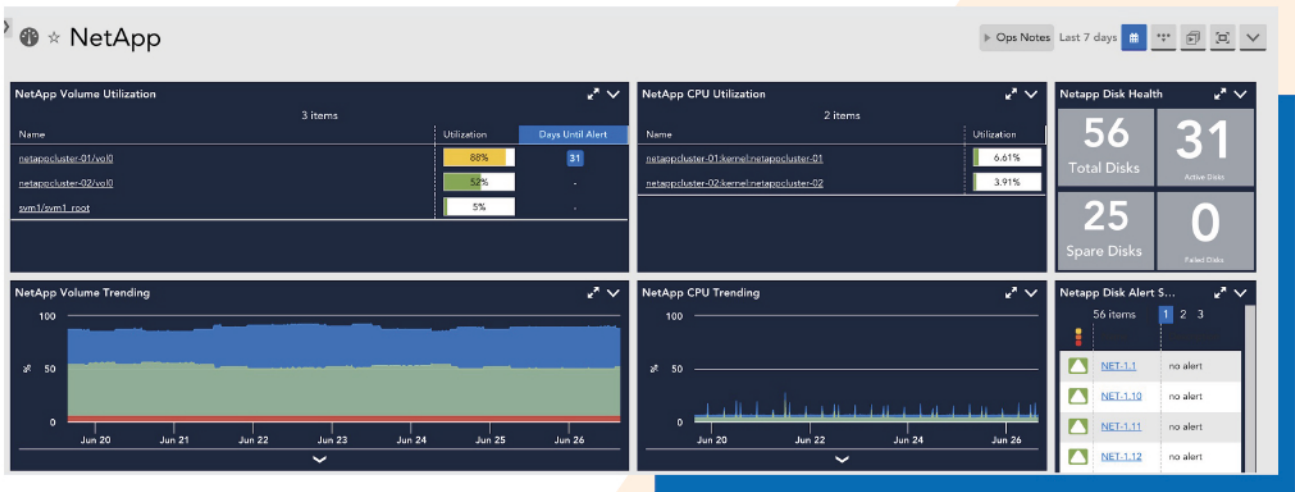 NetApp
Ops Notes Last 7 days
NetApp Volume Utilization
3 items
Name Utilization Days Until Alert
netappcluster-01/vol0 88% 31
netappcluster-02/vol0 52% -
svm1/svm1_root 5% -
NetApp CPU Utilization
2 items
Name Utilization
netappcluster-01:kernel:netappcluster-01 6.61%
netappcluster-02:kernel:netappcluster-02 3.91%
Netapp Disk Health
56 31
Total Disks Active Disks
25 0
Spare Disks Failed Disks
NetApp Volume Trending
100
% 50
0
Jun 20 Jun 21 Jun 22 Jun 23 Jun 24 Jun 25 Jun 26
NetApp CPU Trending
100
% 50
0
Jun 20 Jun 22 Jun 24 Jun 26
Netapp Disk Alert S...
56 items 1 2 3
NET-1.1 no alert
NET-1.10 no alert
NET-1.11 no alert
NET-1.12 no alert